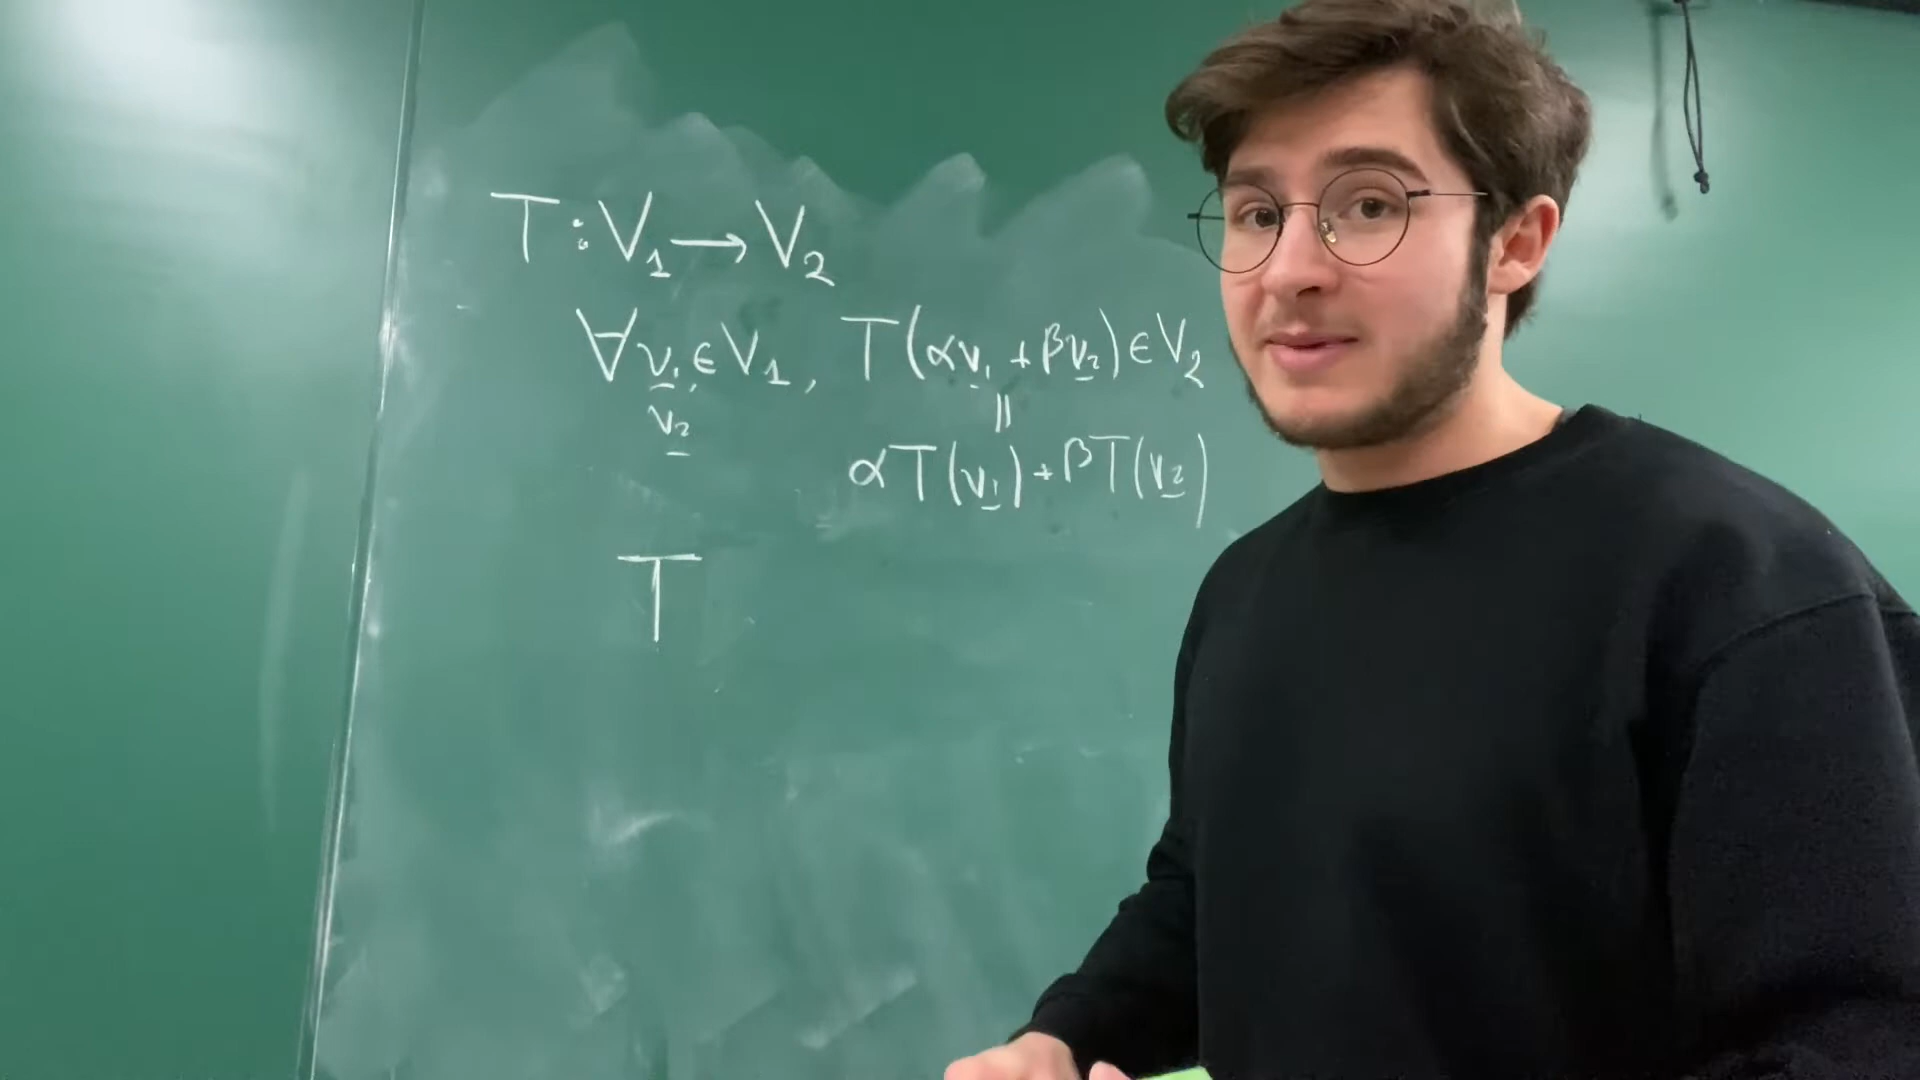 T : V₁ → V₂
∀ v₁, ∈ V₁, T(αv₁ + βv₂) ∈ V₂
v₂ ||
αT(v₁) + βT(v₂)
T